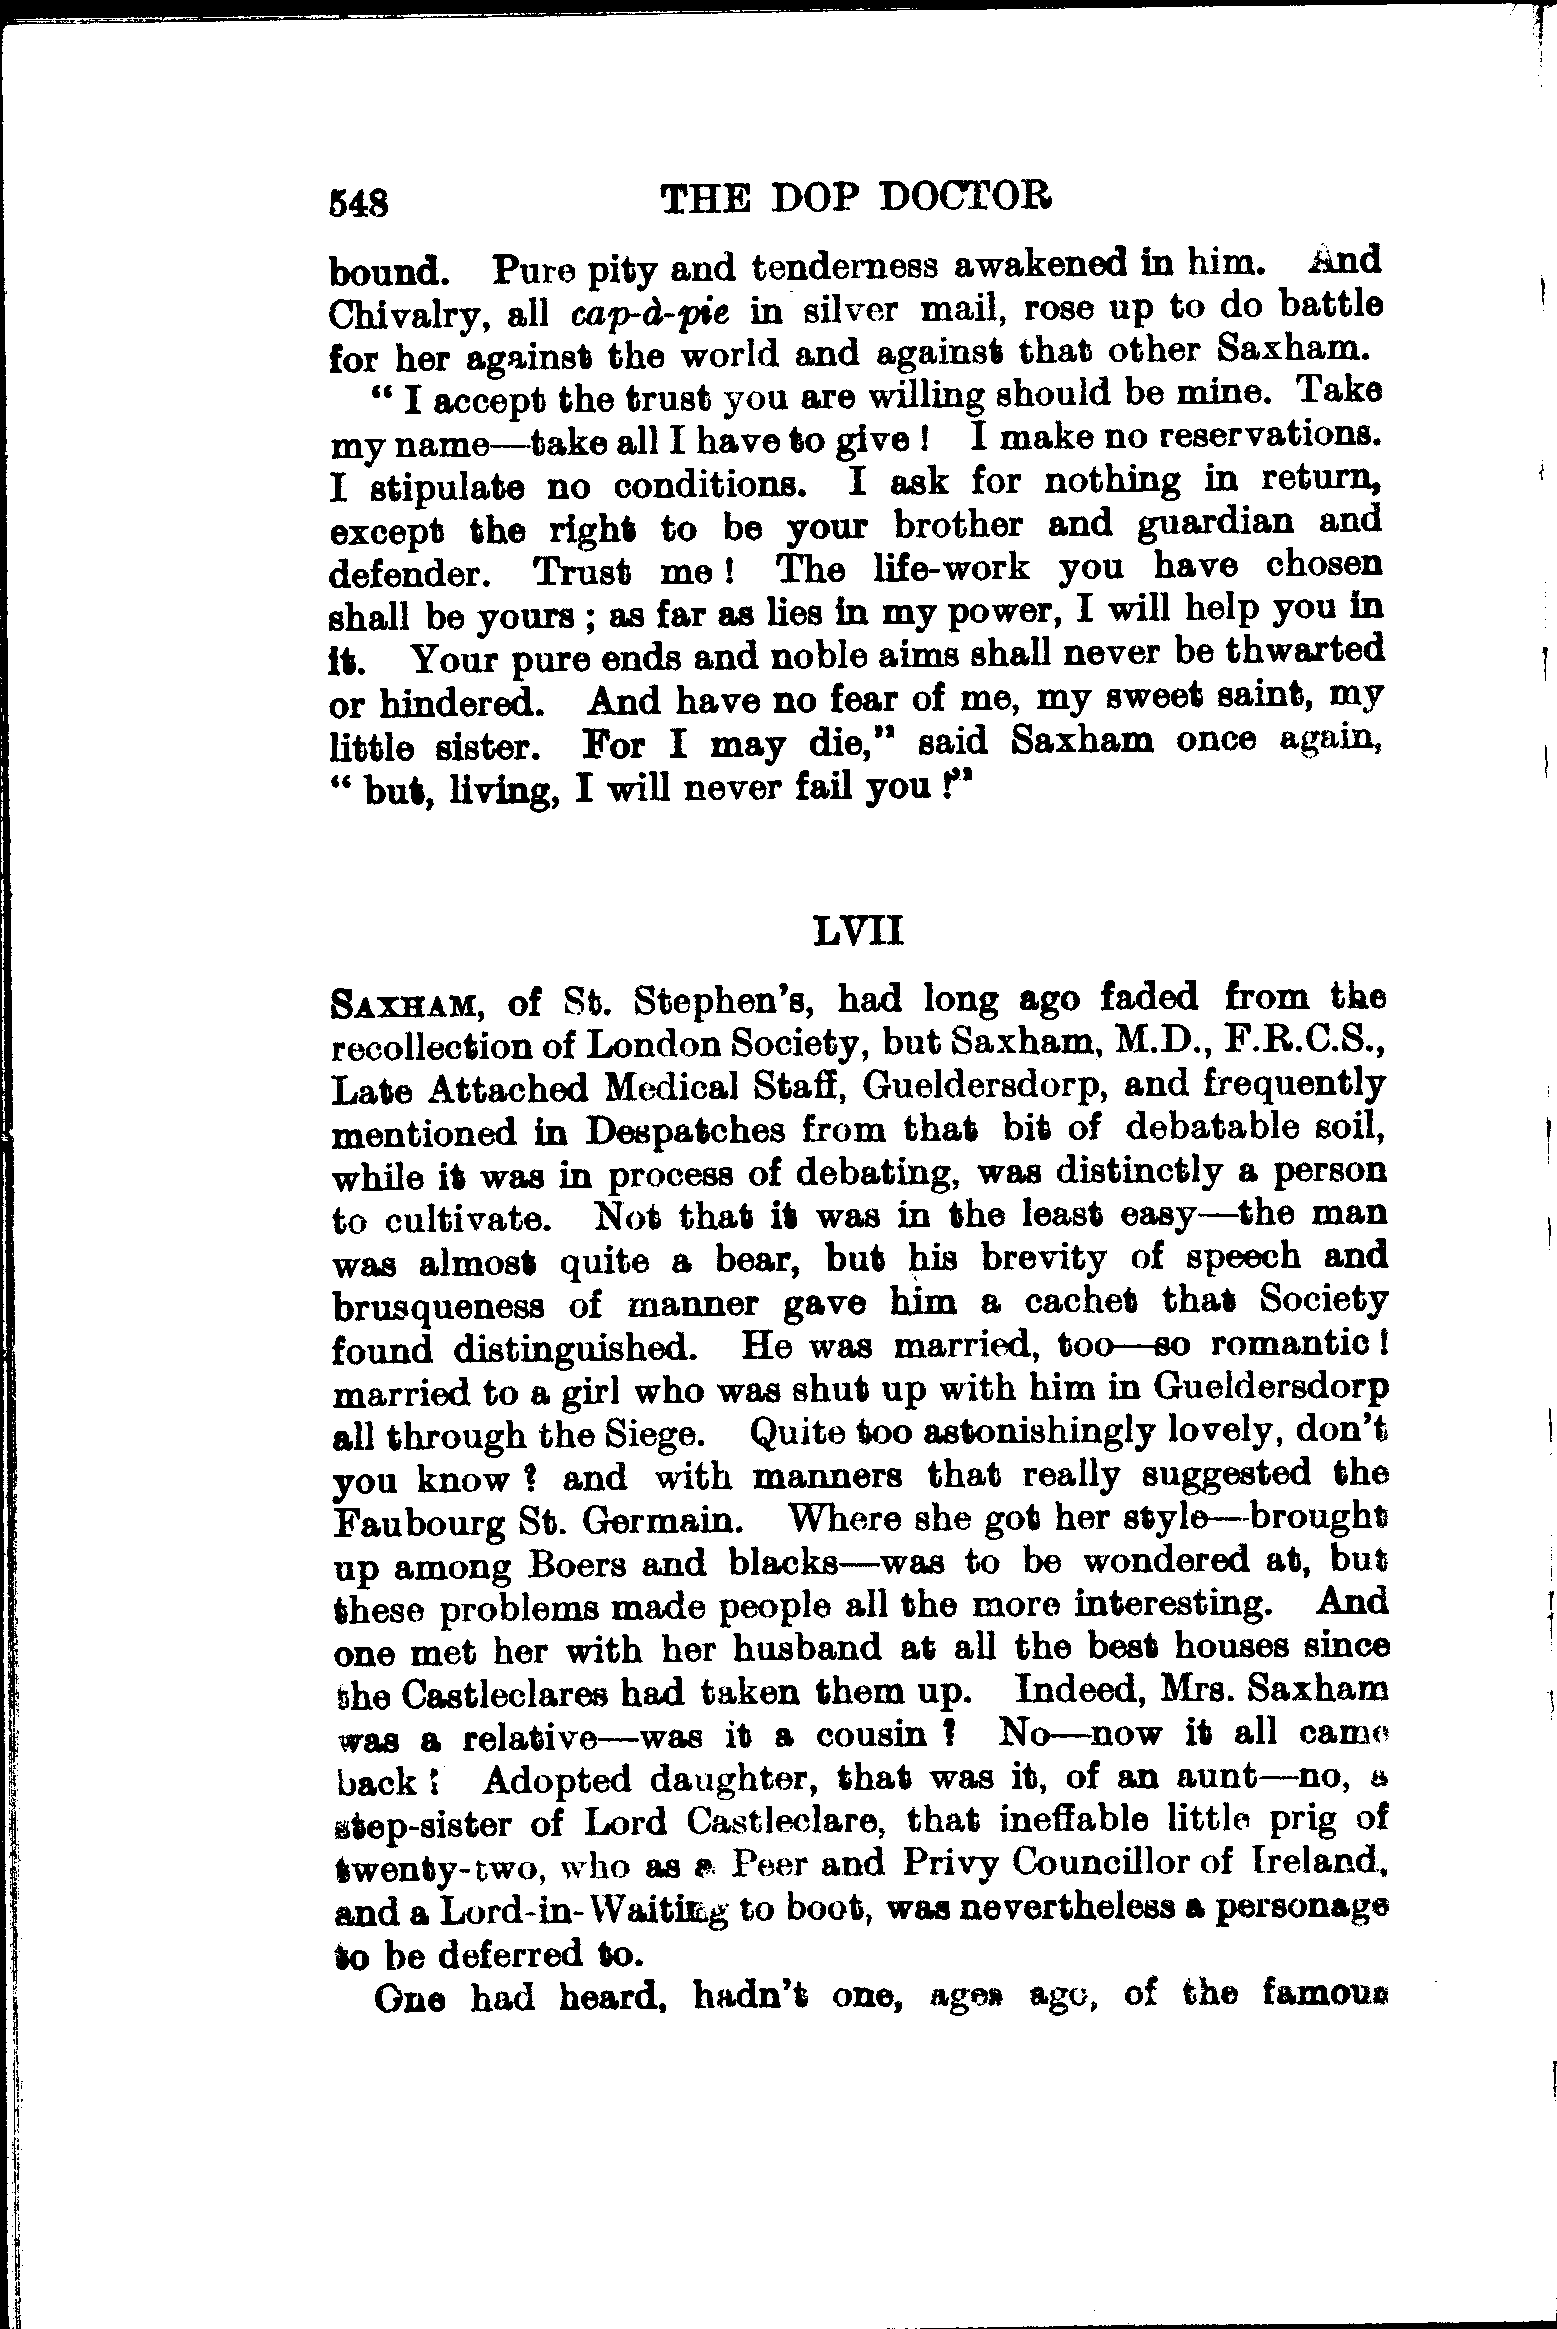 548 THE DOP DOCTOR
bound. Pure pity and tenderness awakened in him. And
Chivalry, all cap-à-pie in silver mail, rose up to do battle
for her against the world and against that other Saxham.
“ I accept the trust you are willing should be mine. Take
my name—take all I have to give ! I make no reservations.
I stipulate no conditions. I ask for nothing in return,
except the right to be your brother and guardian and
defender. Trust me ! The life-work you have chosen
shall be yours ; as far as lies in my power, I will help you in
it. Your pure ends and noble aims shall never be thwarted
or hindered. And have no fear of me, my sweet saint, my
little sister. For I may die,” said Saxham once again,
“ but, living, I will never fail you !”
LVII
SAXHAM, of St. Stephen's, had long ago faded from the
recollection of London Society, but Saxham, M.D., F.R.C.S.,
Late Attached Medical Staff, Gueldersdorp, and frequently
mentioned in Despatches from that bit of debatable soil,
while it was in process of debating, was distinctly a person
to cultivate. Not that it was in the least easy—the man
was almost quite a bear, but his brevity of speech and
brusqueness of manner gave him a cachet that Society
found distinguished. He was married, too—so romantic !
married to a girl who was shut up with him in Gueldersdorp
all through the Siege. Quite too astonishingly lovely, don't
you know ? and with manners that really suggested the
Faubourg St. Germain. Where she got her style—brought
up among Boers and blacks—was to be wondered at, but
these problems made people all the more interesting. And
one met her with her husband at all the best houses since
the Castleclares had taken them up. Indeed, Mrs. Saxham
was a relative—was it a cousin ? No—now it all came
back ! Adopted daughter, that was it, of an aunt—no, a
step-sister of Lord Castleclare, that ineffable little prig of
twenty-two, who as a Peer and Privy Councillor of Ireland,
and a Lord-in-Waiting to boot, was nevertheless a personage
to be deferred to.
One had heard, hadn't one, ages ago, of the famous